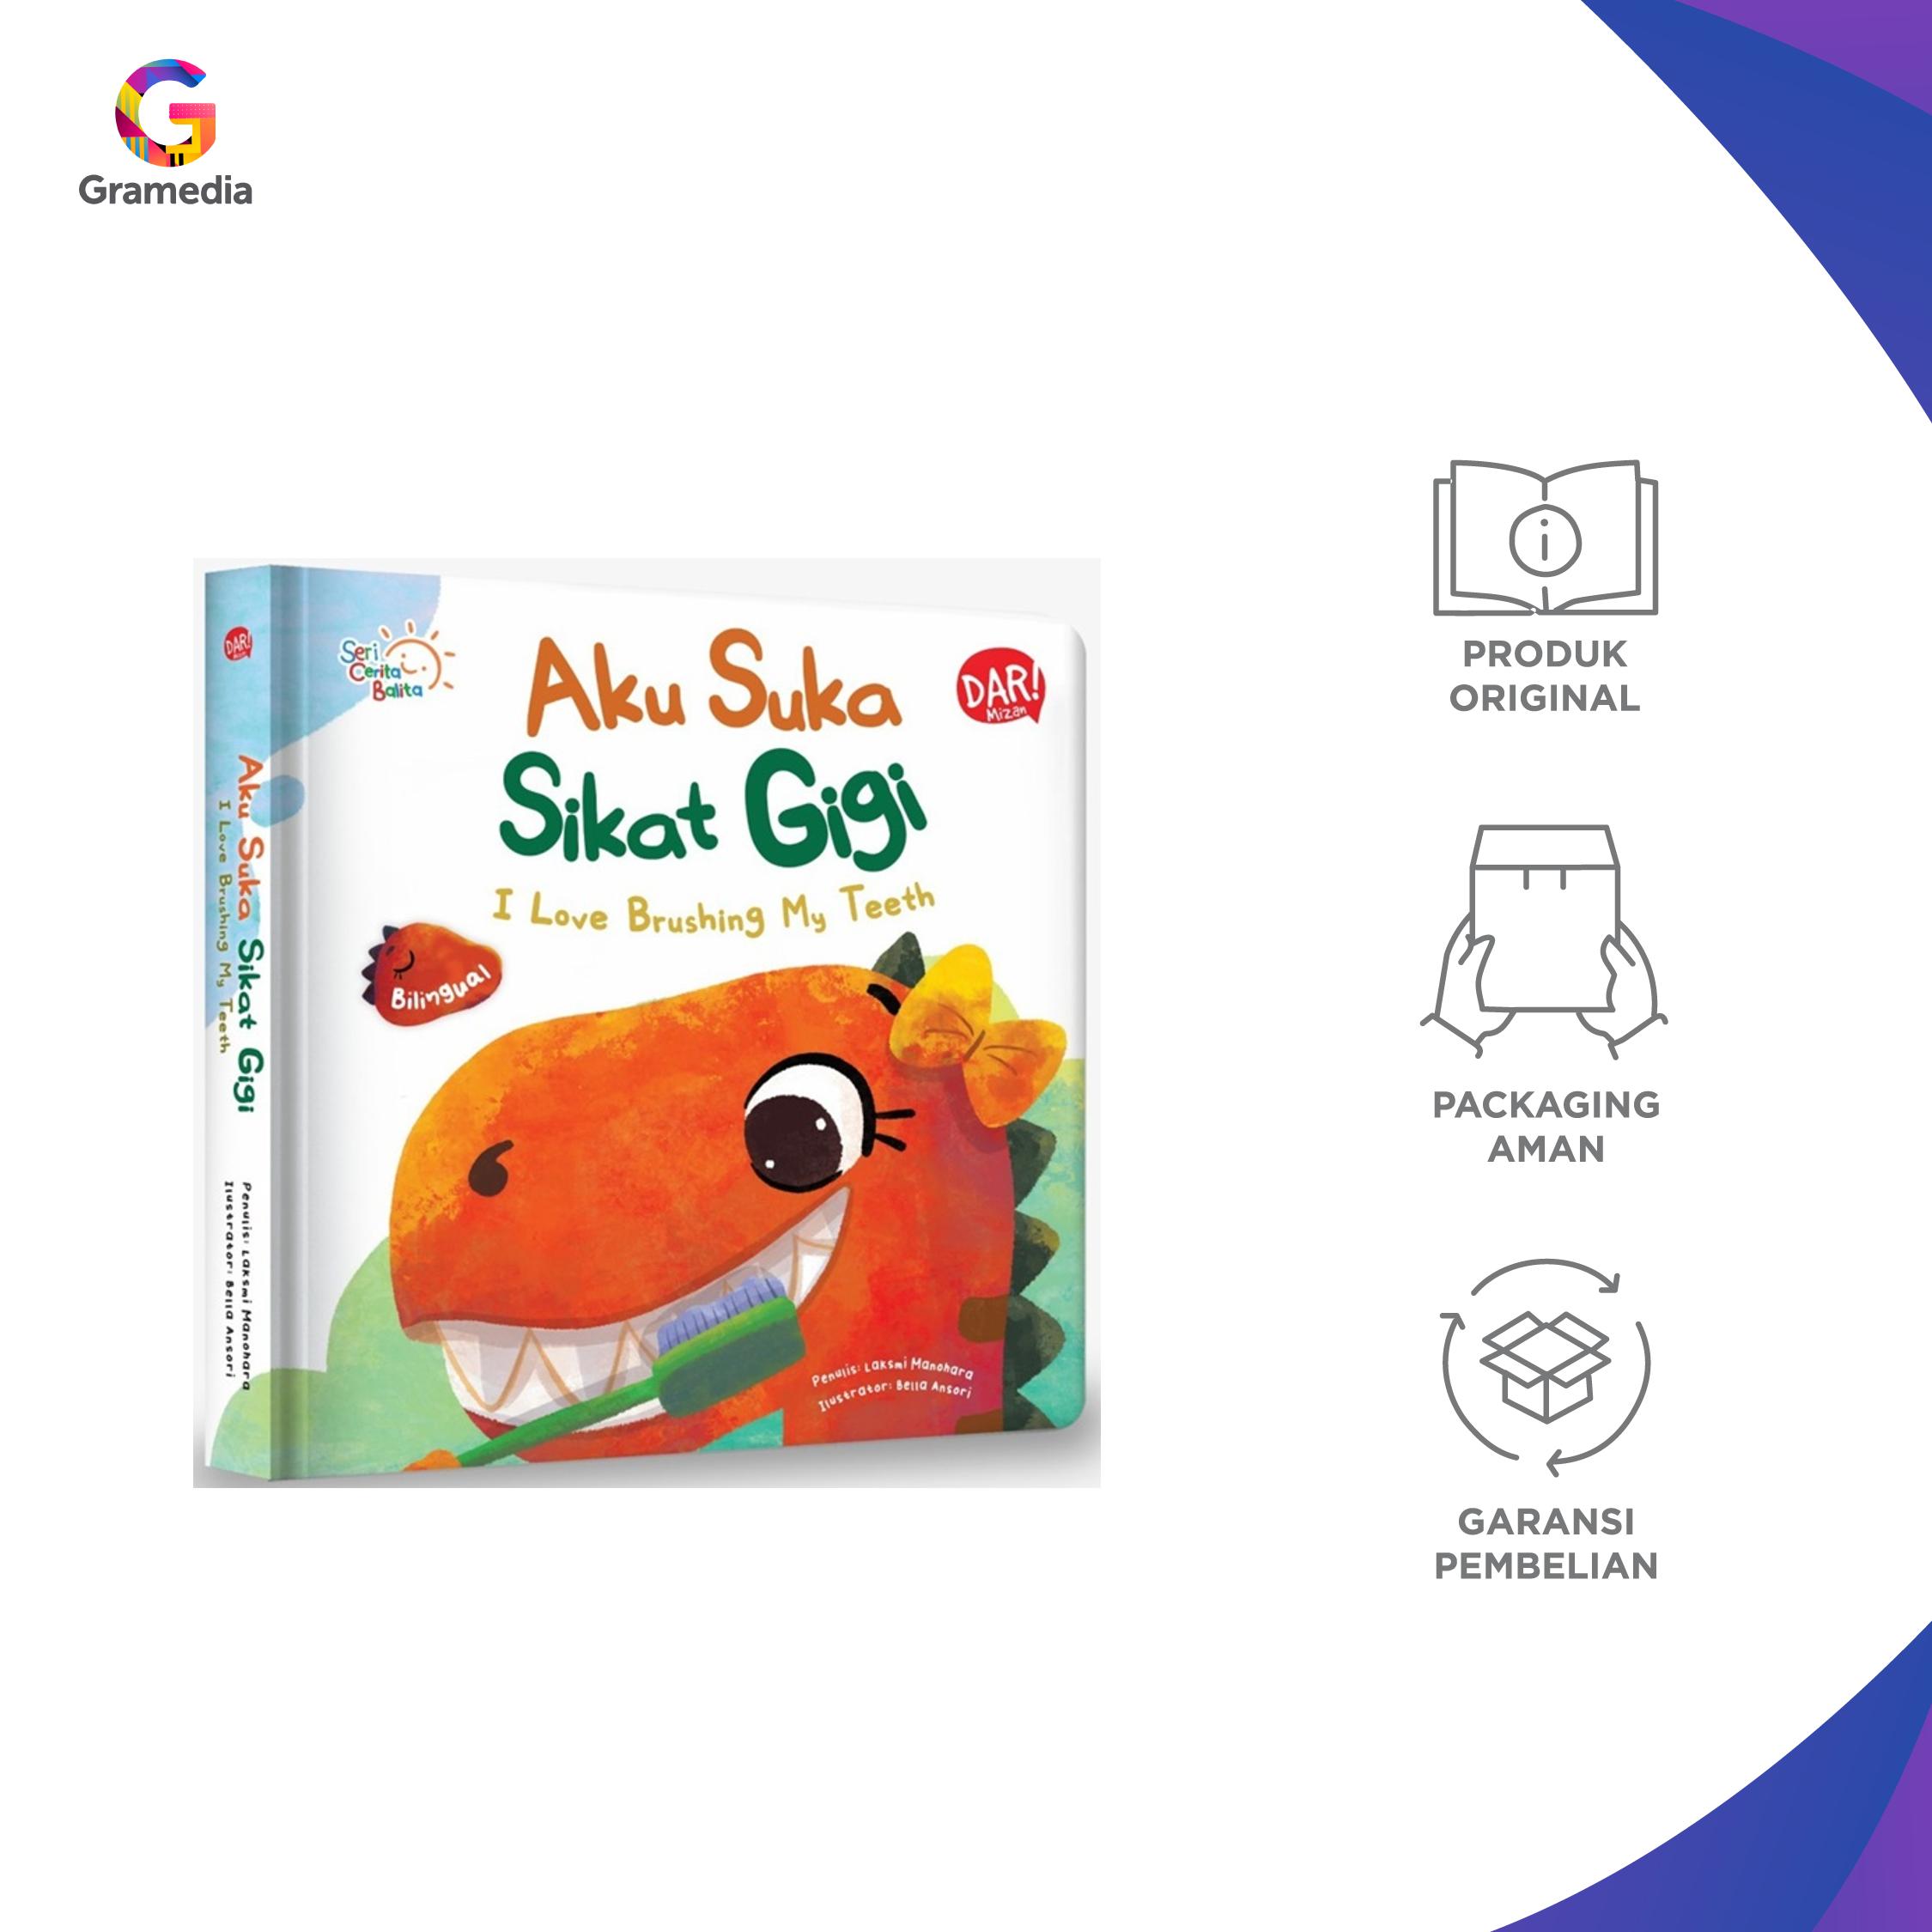 Gramedia
Seri
Cerita
Balita
Aku Suka
Sikat Gigi
I Love Brushing My Teeth
DAR!
Mizan
Bilingual
Penulis: Laksmi Manohara
Ilustrator: Bella Ansori
DAR!
Mizan
Aku Suka Sikat Gigi
I Love Brushing My Teeth
Penulis: Laksmi Manohara
Ilustrator: Bella Ansori
PRODUK
ORIGINAL
PACKAGING
AMAN
GARANSI
PEMBELIAN